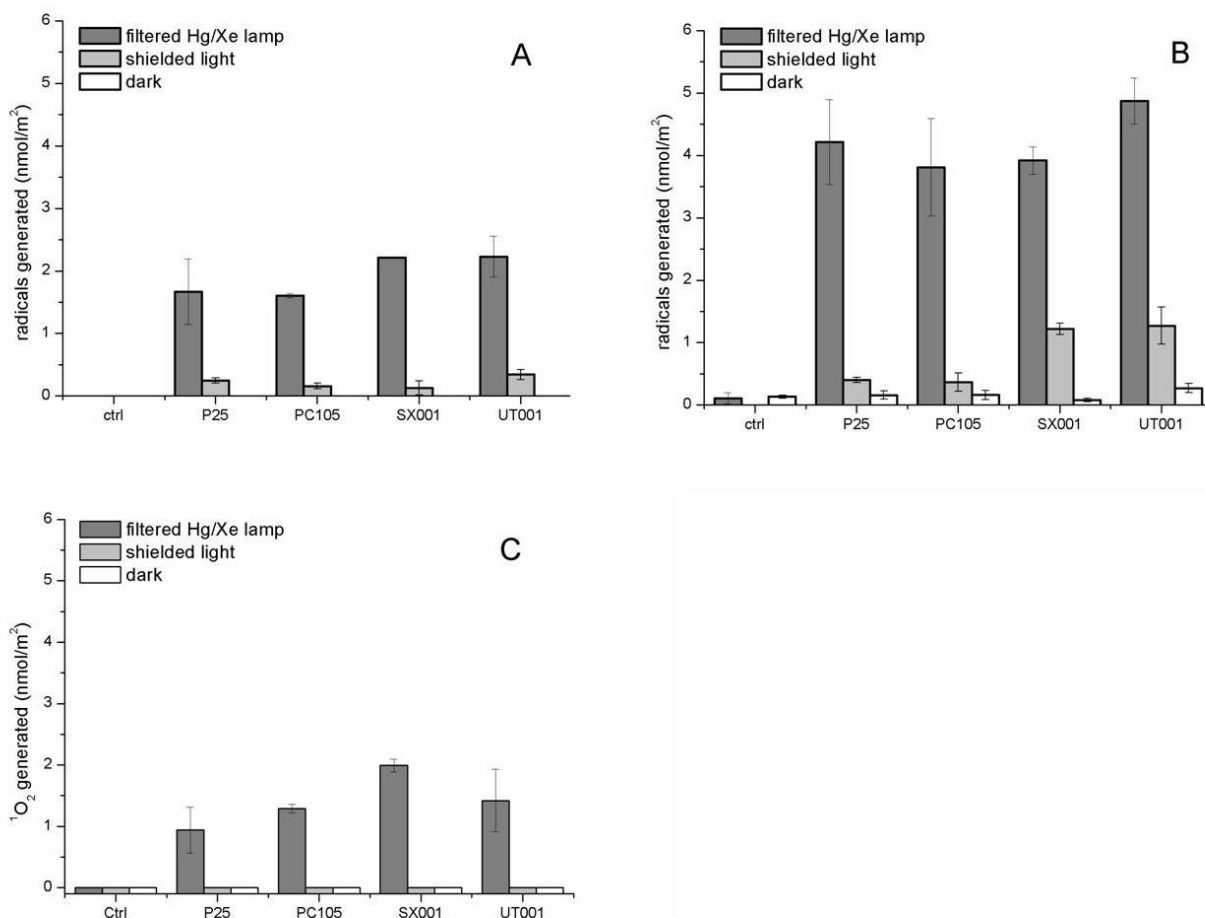 A
filtered Hg/Xe lamp
shielded light
dark
radicals generated (nmol/m²)
6
5
4
3
2
1
0
ctrl P25 PC105 SX001 UT001
B
filtered Hg/Xe lamp
shielded light
dark
radicals generated (nmol/m²)
6
5
4
3
2
1
0
ctrl P25 PC105 SX001 UT001
C
filtered Hg/Xe lamp
shielded light
dark
¹O₂ generated (nmol/m²)
6
5
4
3
2
1
0
Ctrl P25 PC105 SX001 UT001